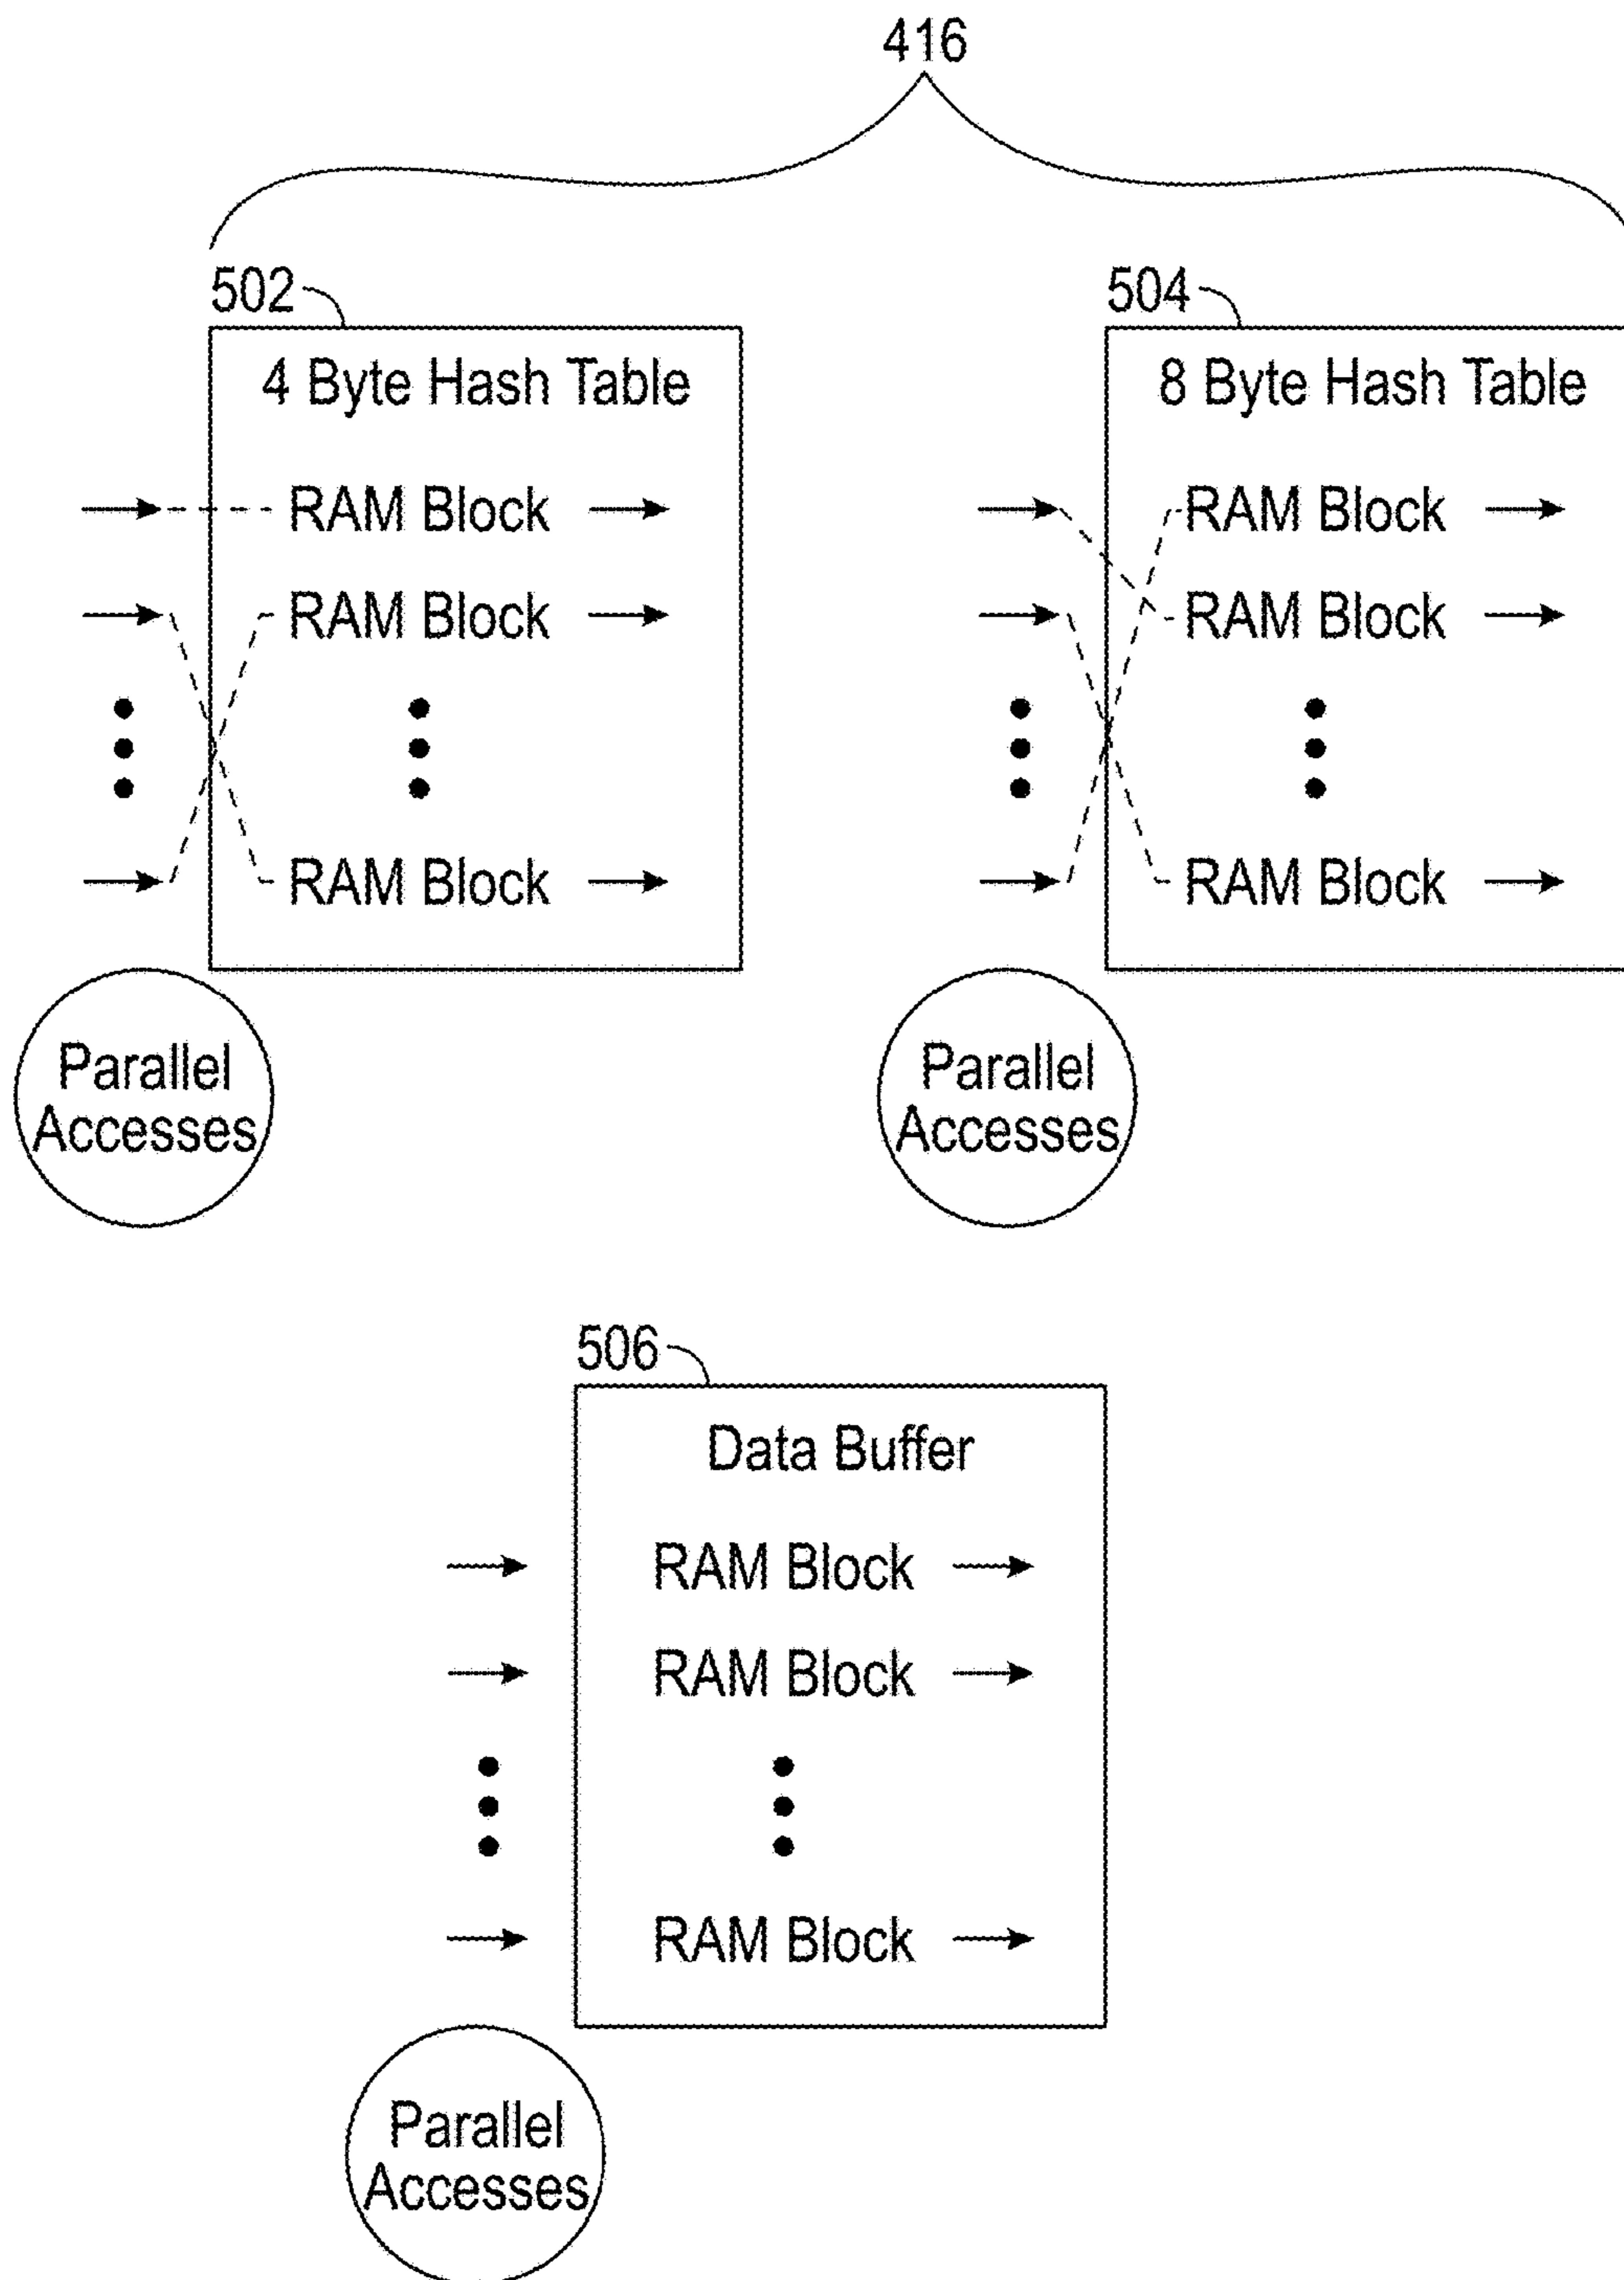 416
502
504
4 Byte Hash Table
8 Byte Hash Table
RAM Block
RAM Block
RAM Block
RAM Block
RAM Block
RAM Block
Parallel
Accesses
Parallel
Accesses
506
Data Buffer
RAM Block
RAM Block
RAM Block
Parallel
Accesses